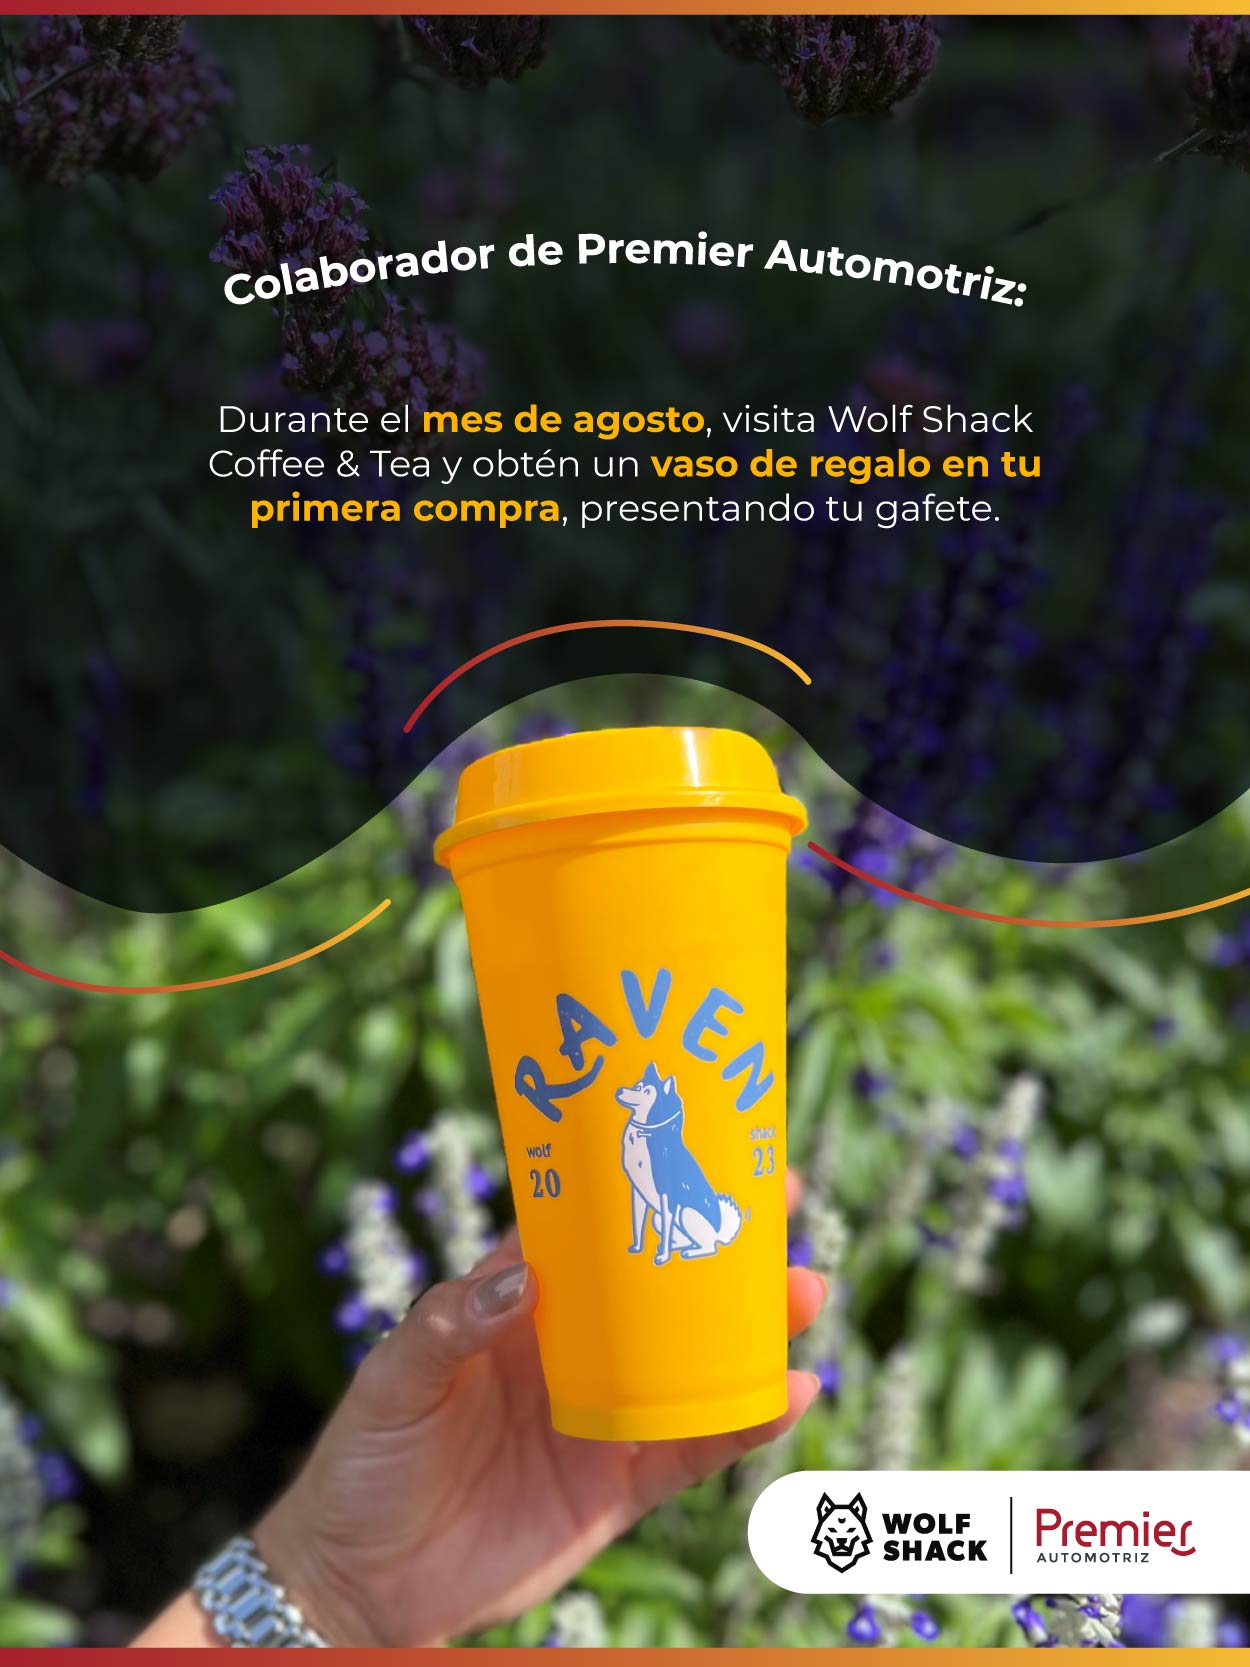 Colaborador de Premier Automotriz:
Durante el mes de agosto, visita Wolf Shack
Coffee & Tea y obtén un vaso de regalo en tu
primera compra, presentando tu gafete.
RAVEN
wolf
20
shack
23
WOLF
SHACK
Premier
AUTOMOTRIZ